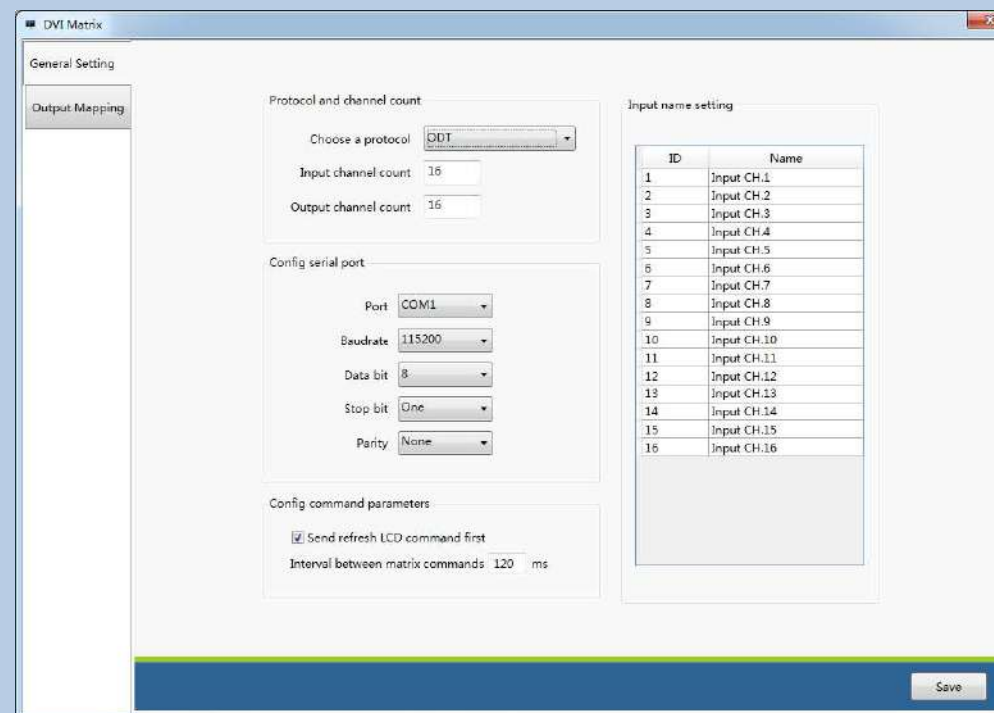 DVI Matrix
General Setting
Output Mapping
Protocol and channel count
Choose a protocol ODT
Input channel count 16
Output channel count 16
Config serial port
Port COM1
Baudrate 115200
Data bit 8
Stop bit One
Parity None
Config command parameters
Send refresh LCD command first
Interval between matrix commands 120 ms
Input name setting
ID Name
1 Input CH.1
2 Input CH.2
3 Input CH.3
4 Input CH.4
5 Input CH.5
6 Input CH.6
7 Input CH.7
8 Input CH.8
9 Input CH.9
10 Input CH.10
11 Input CH.11
12 Input CH.12
13 Input CH.13
14 Input CH.14
15 Input CH.15
16 Input CH.16
Save